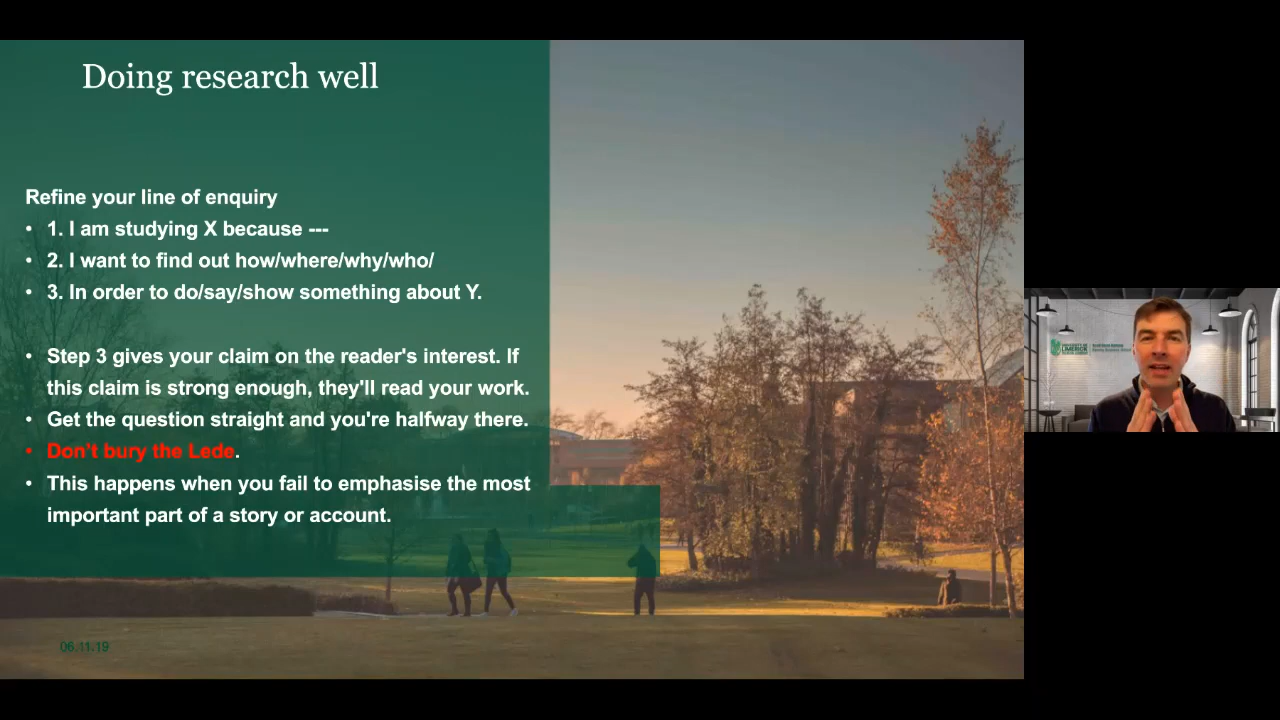 Doing research well
Refine your line of enquiry
• 1. I am studying X because ---
• 2. I want to find out how/where/why/who/
• 3. In order to do/say/show something about Y.
• Step 3 gives your claim on the reader's interest. If
this claim is strong enough, they'll read your work.
• Get the question straight and you're halfway there.
• Don't bury the Lede.
• This happens when you fail to emphasise the most
important part of a story or account.
06.11.19
UNIVERSITY OF
LIMERICK